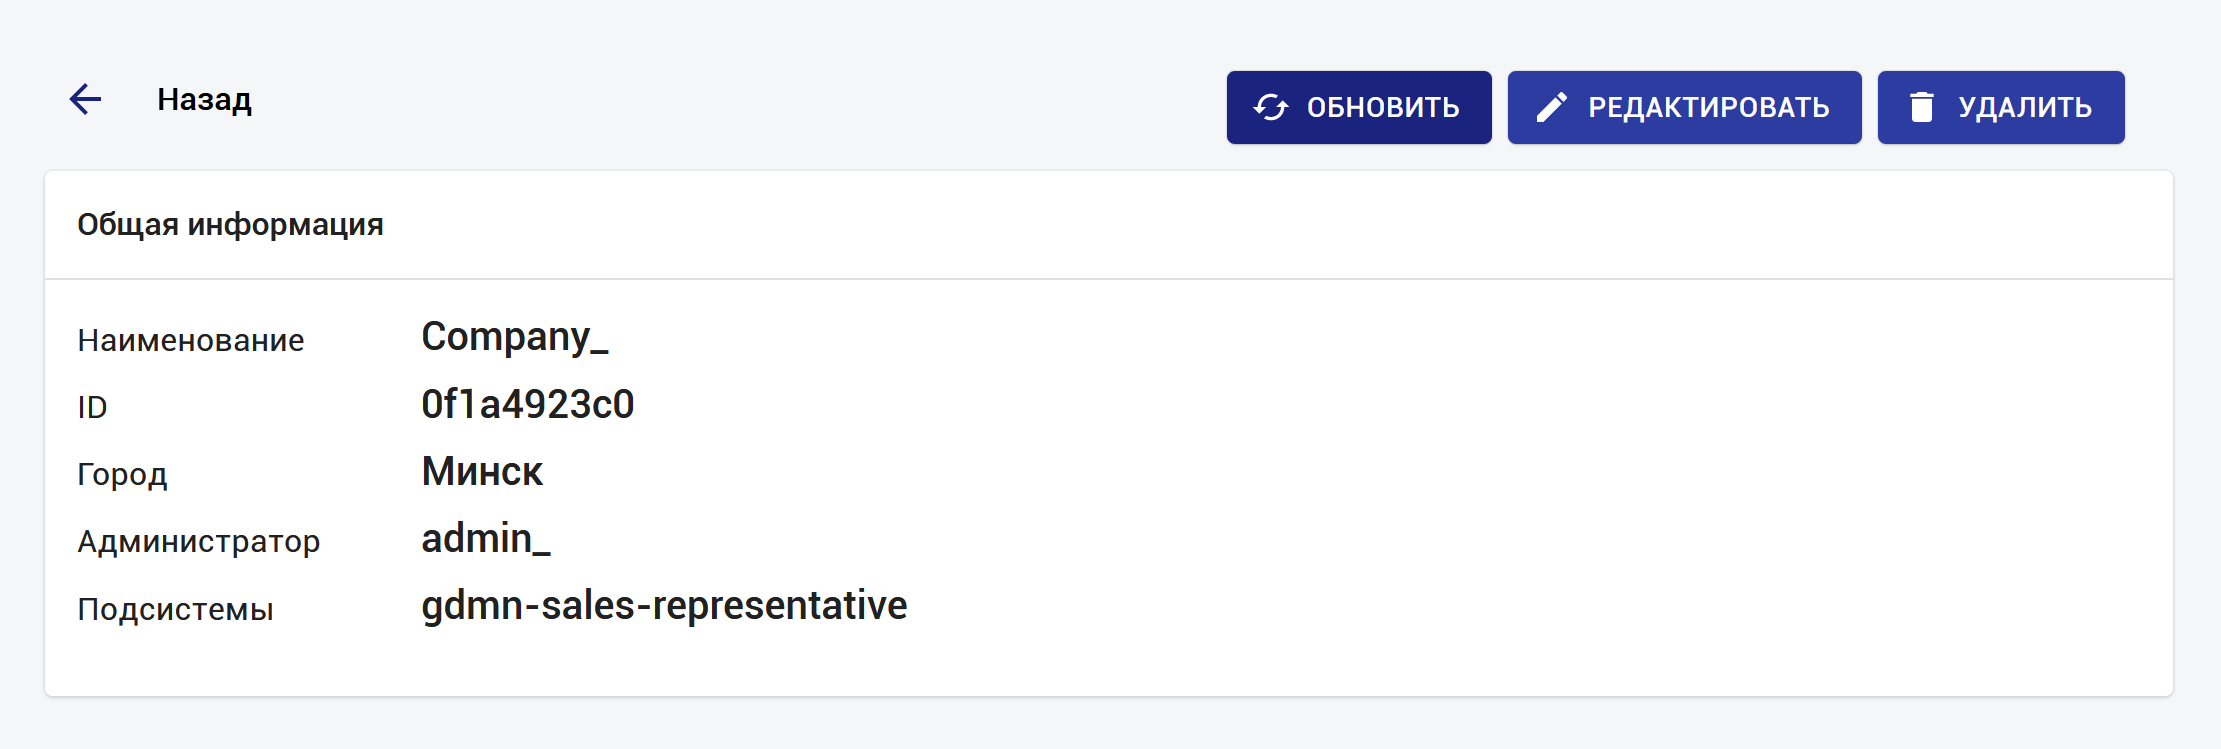 Назад
ОБНОВИТЬ
РЕДАКТИРОВАТЬ
УДАЛИТЬ
Общая информация
Наименование Company_
ID 0f1a4923c0
Город Минск
Администратор admin_
Подсистемы gdmn-sales-representative